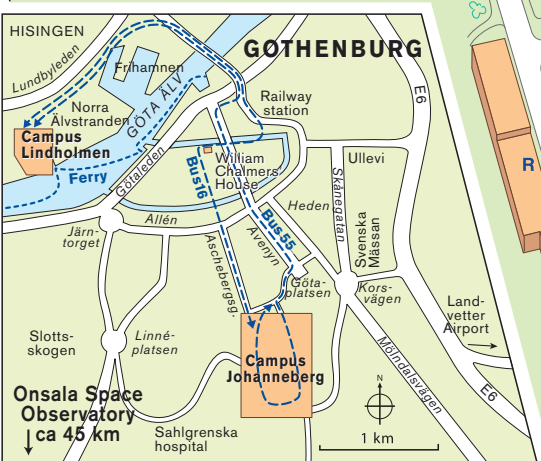 HISINGEN
GOTHENBURG
Lundbyleden
Frihamnen
E6
GÖTA ÄLV
Norra
Älvstranden
Railway
station
Campus
Lindholmen
Ferry
Götaleden
Bus16
William
Chalmers
House
Ullevi
R
Skånegatan
Heden
Allén
Järn-
torget
Aschebergsg.
Avenyn
Bus 55
Svenska
Mässan
Göta-
platsen
Kors-
vägen
Land-
vetter
Airport
Slotts-
skogen
Linné-
platsen
Campus
Johanneberg
Mölndalsvägen
E6
Onsala Space
Observatory
ca 45 km
N
Sahlgrenska
hospital
1 km